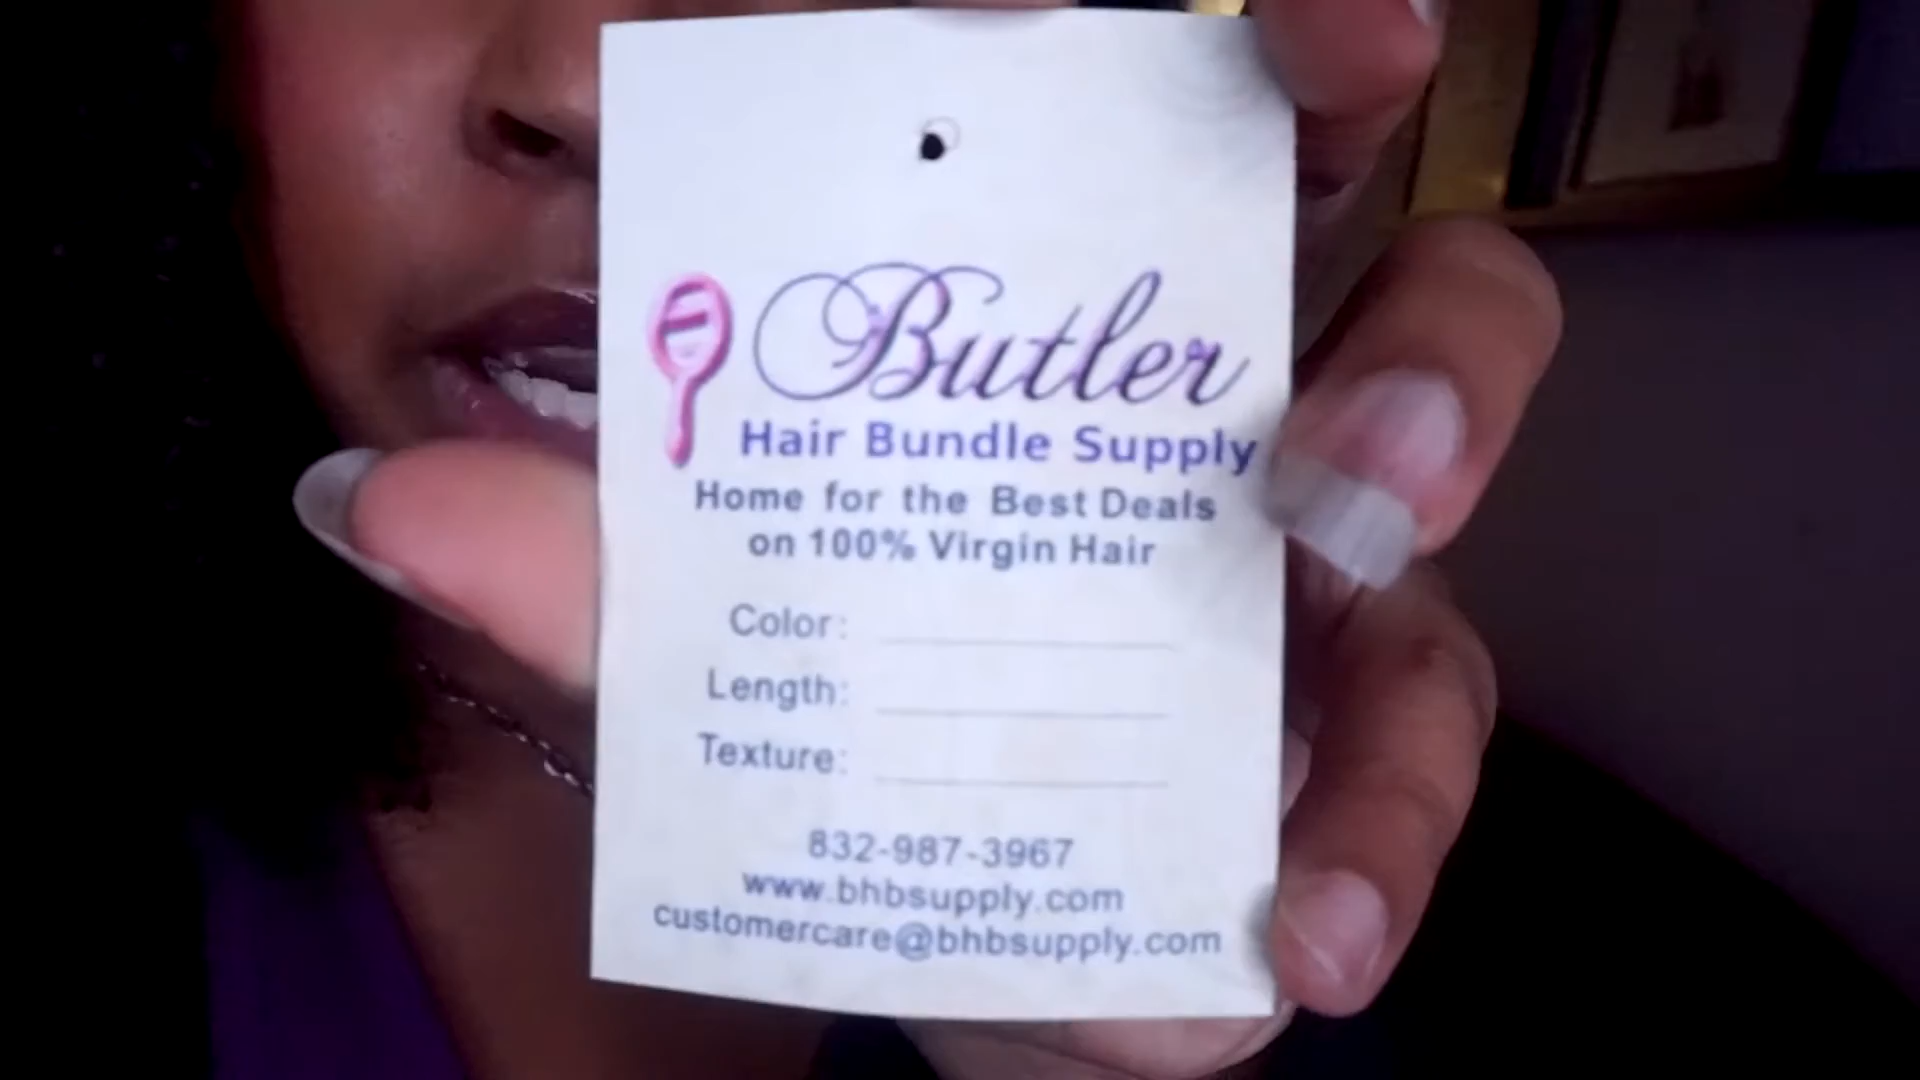 Butler
Hair Bundle Supply
Home for the Best Deals
on 100% Virgin Hair
Color:
Length:
Texture:
832-987-3967
www.bhbsupply.com
customercare@bhbsupply.com